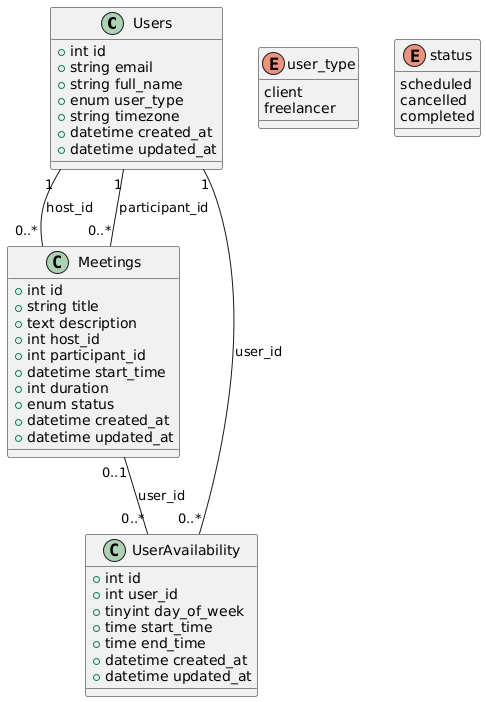 C Users
int id
string email
string full_name
enum user_type
string timezone
datetime created_at
datetime updated_at
E user_type
client
freelancer
E status
scheduled
cancelled
completed
1
1
1
host_id
participant_id
0..*
0..*
C Meetings
int id
string title
text description
int host_id
int participant_id
datetime start_time
int duration
enum status
datetime created_at
datetime updated_at
user_id
0..1
user_id
0..*
0..*
C UserAvailability
int id
int user_id
tinyint day_of_week
time start_time
time end_time
datetime created_at
datetime updated_at